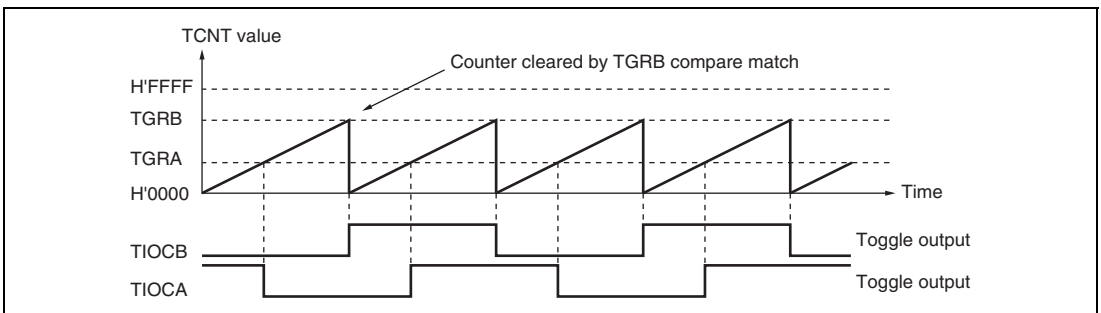 TCNT value
Counter cleared by TGRB compare match
H'FFFF
TGRB
TGRA
H'0000
Time
TIOCB
Toggle output
TIOCA
Toggle output